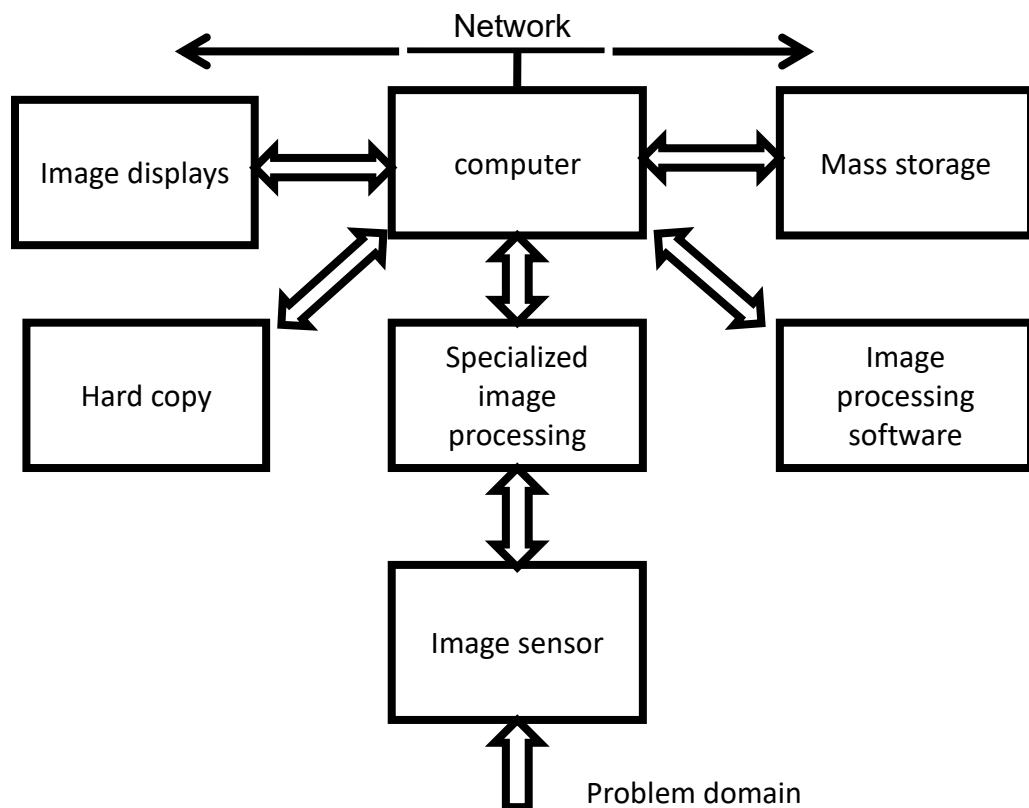 Network
Image displays
computer
Mass storage
Hard copy
Specialized
image
processing
Image
processing
software
Image sensor
Problem domain